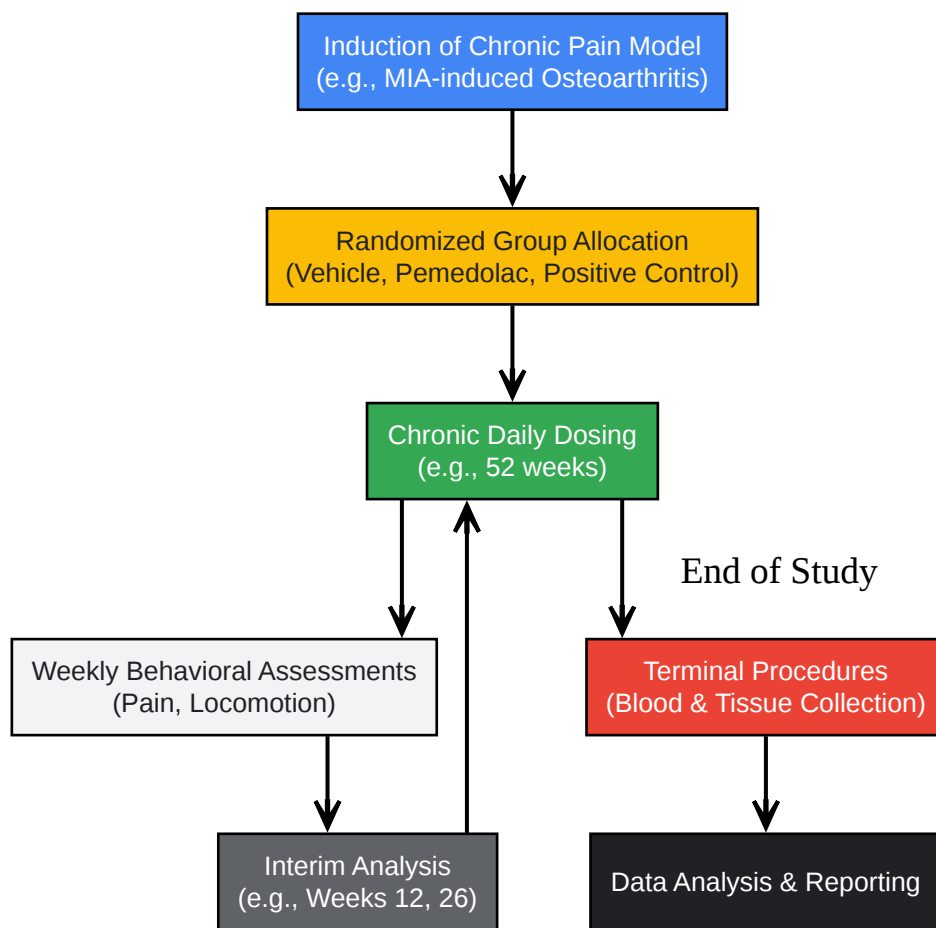 Induction of Chronic Pain Model
(e.g., MIA-induced Osteoarthritis)
Randomized Group Allocation
(Vehicle, Pemedolac, Positive Control)
Chronic Daily Dosing
(e.g., 52 weeks)
End of Study
Weekly Behavioral Assessments
(Pain, Locomotion)
Terminal Procedures
(Blood & Tissue Collection)
Interim Analysis
(e.g., Weeks 12, 26)
Data Analysis & Reporting